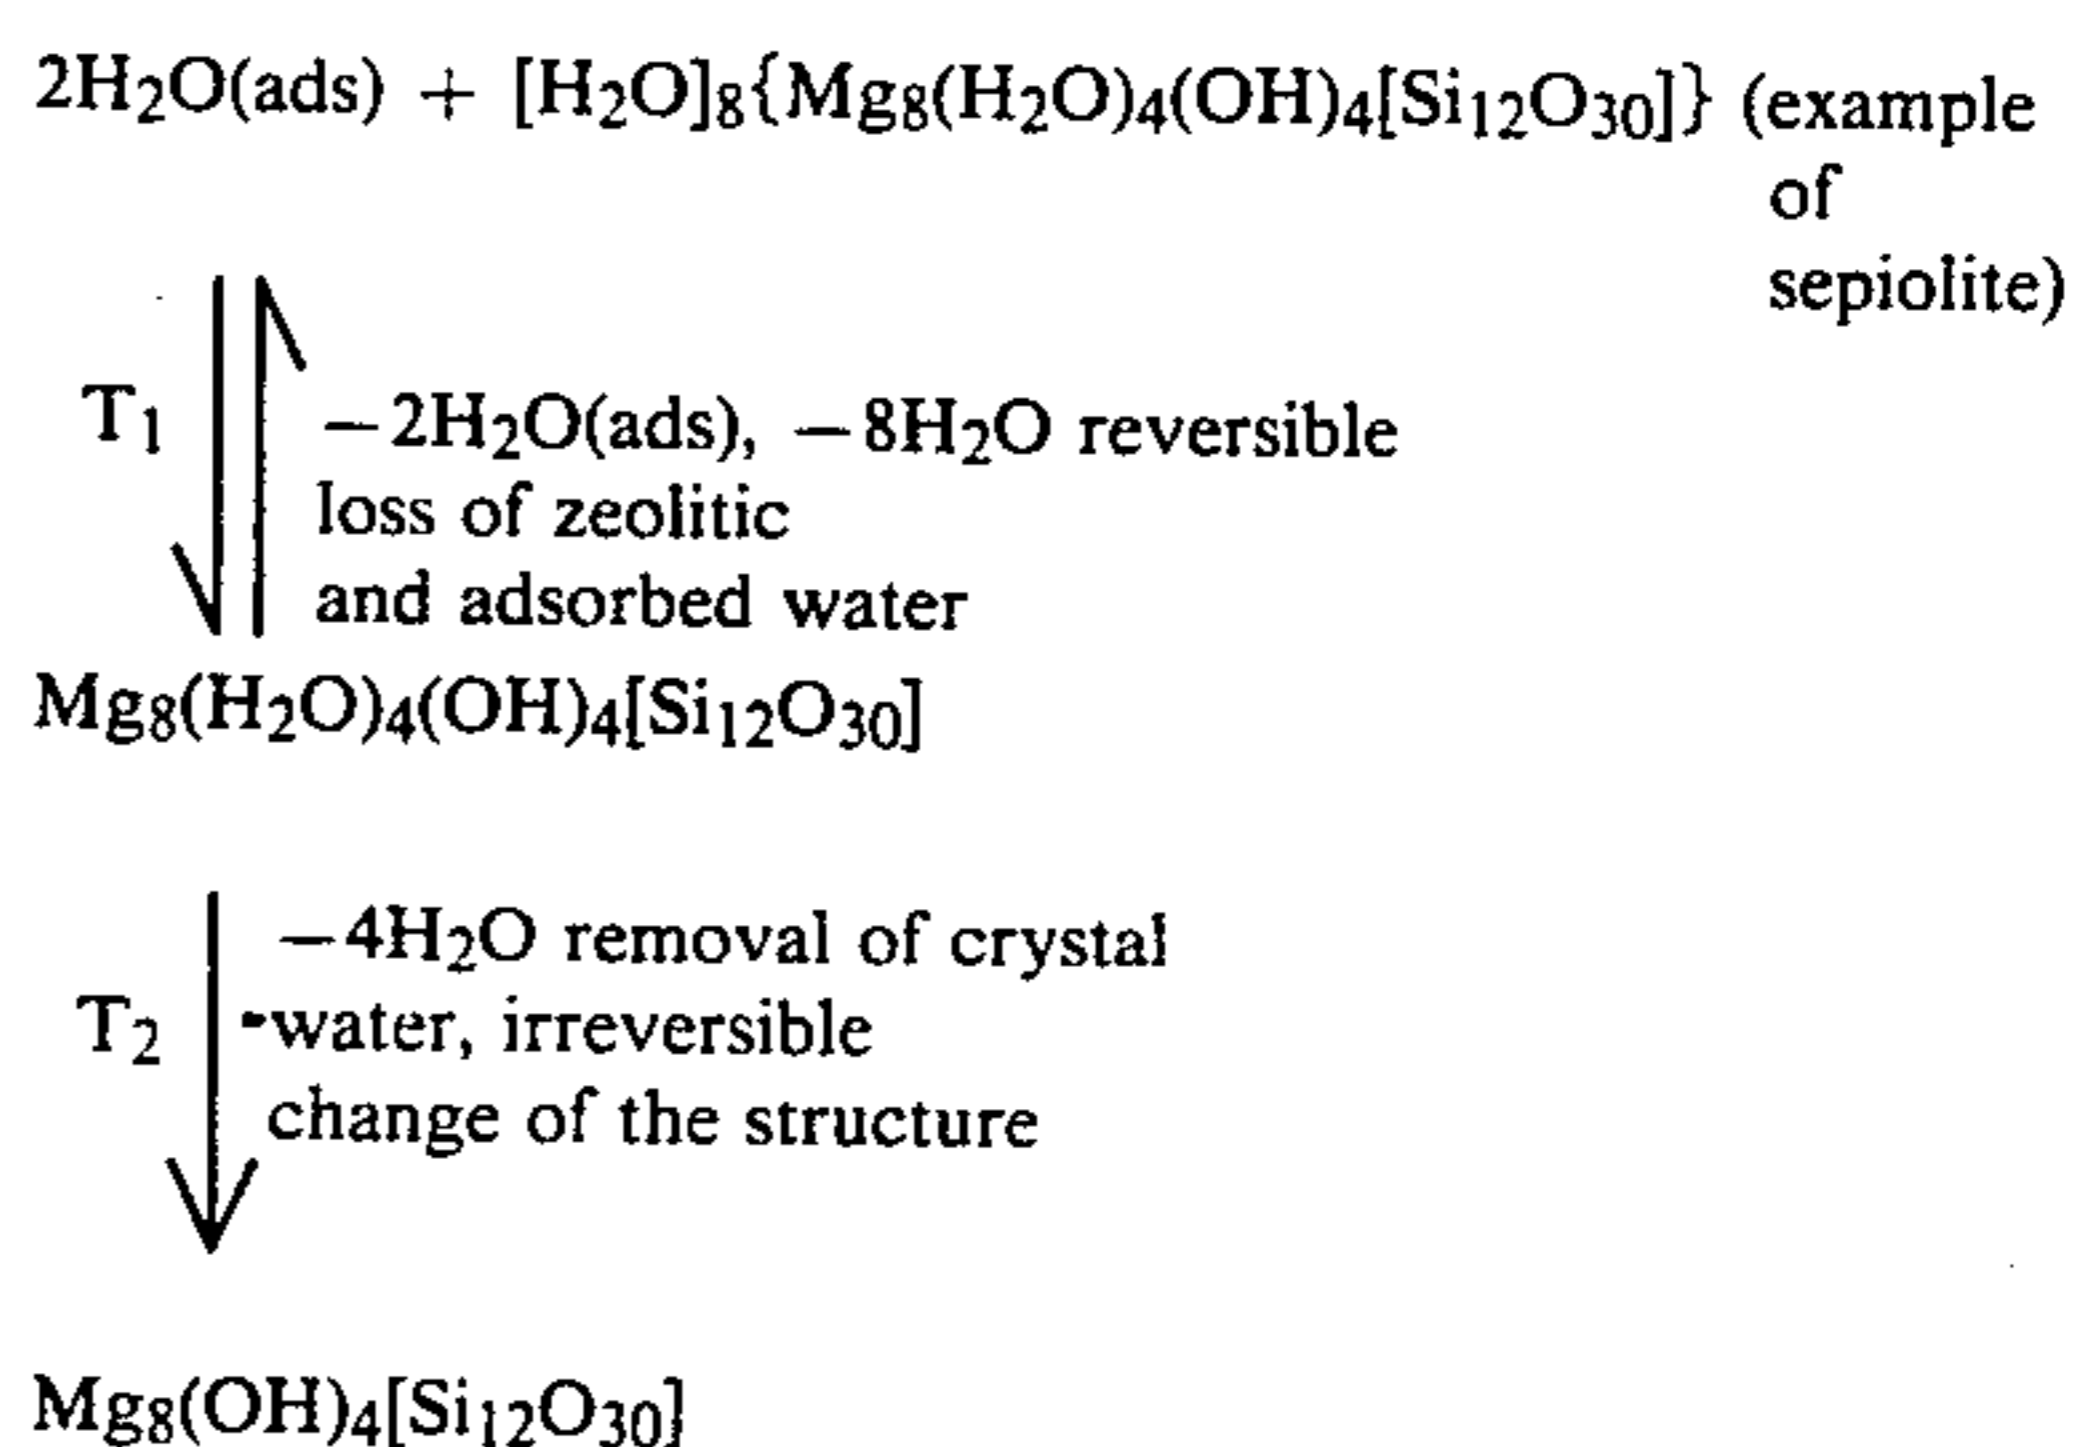 2H₂O(ads) + [H₂O]₈{Mg₈(H₂O)₄(OH)₄[Si₁₂O₃₀]} (example
of
sepiolite)
T₁
−2H₂O(ads), −8H₂O reversible
loss of zeolitic
and adsorbed water
Mg₈(H₂O)₄(OH)₄[Si₁₂O₃₀]
−4H₂O removal of crystal
T₂
water, irreversible
change of the structure
Mg₈(OH)₄[Si₁₂O₃₀]